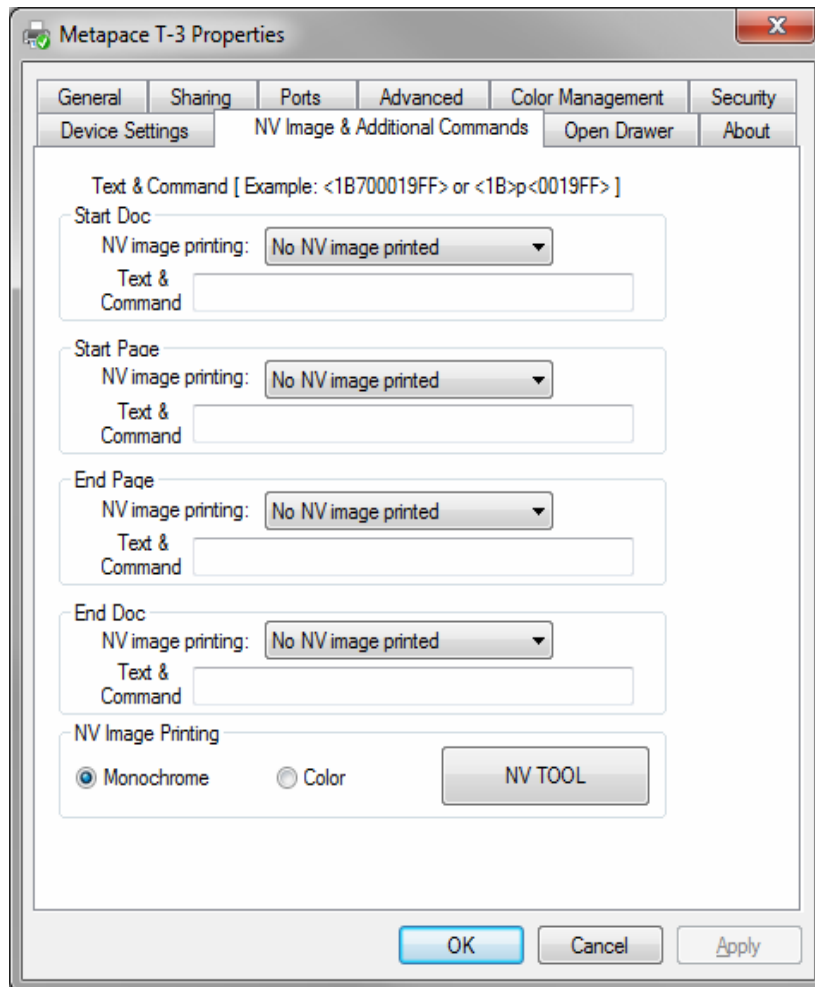 Metapace T-3 Properties
X
General Sharing Ports Advanced Color Management Security
Device Settings NV Image & Additional Commands Open Drawer About
Text & Command [ Example: <1B700019FF> or <1B>p<0019FF> ]
Start Doc
NV image printing: No NV image printed
Text &
Command
Start Page
NV image printing: No NV image printed
Text &
Command
End Page
NV image printing: No NV image printed
Text &
Command
End Doc
NV image printing: No NV image printed
Text &
Command
NV Image Printing
Monochrome Color NV TOOL
OK Cancel Apply